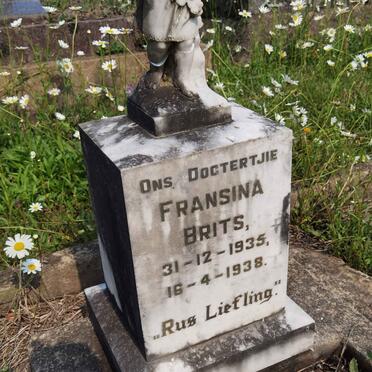 Ons Doctertjie
Fransina
Brits,
31-12-1935,
16-4-1938.
„Rus Liefling."